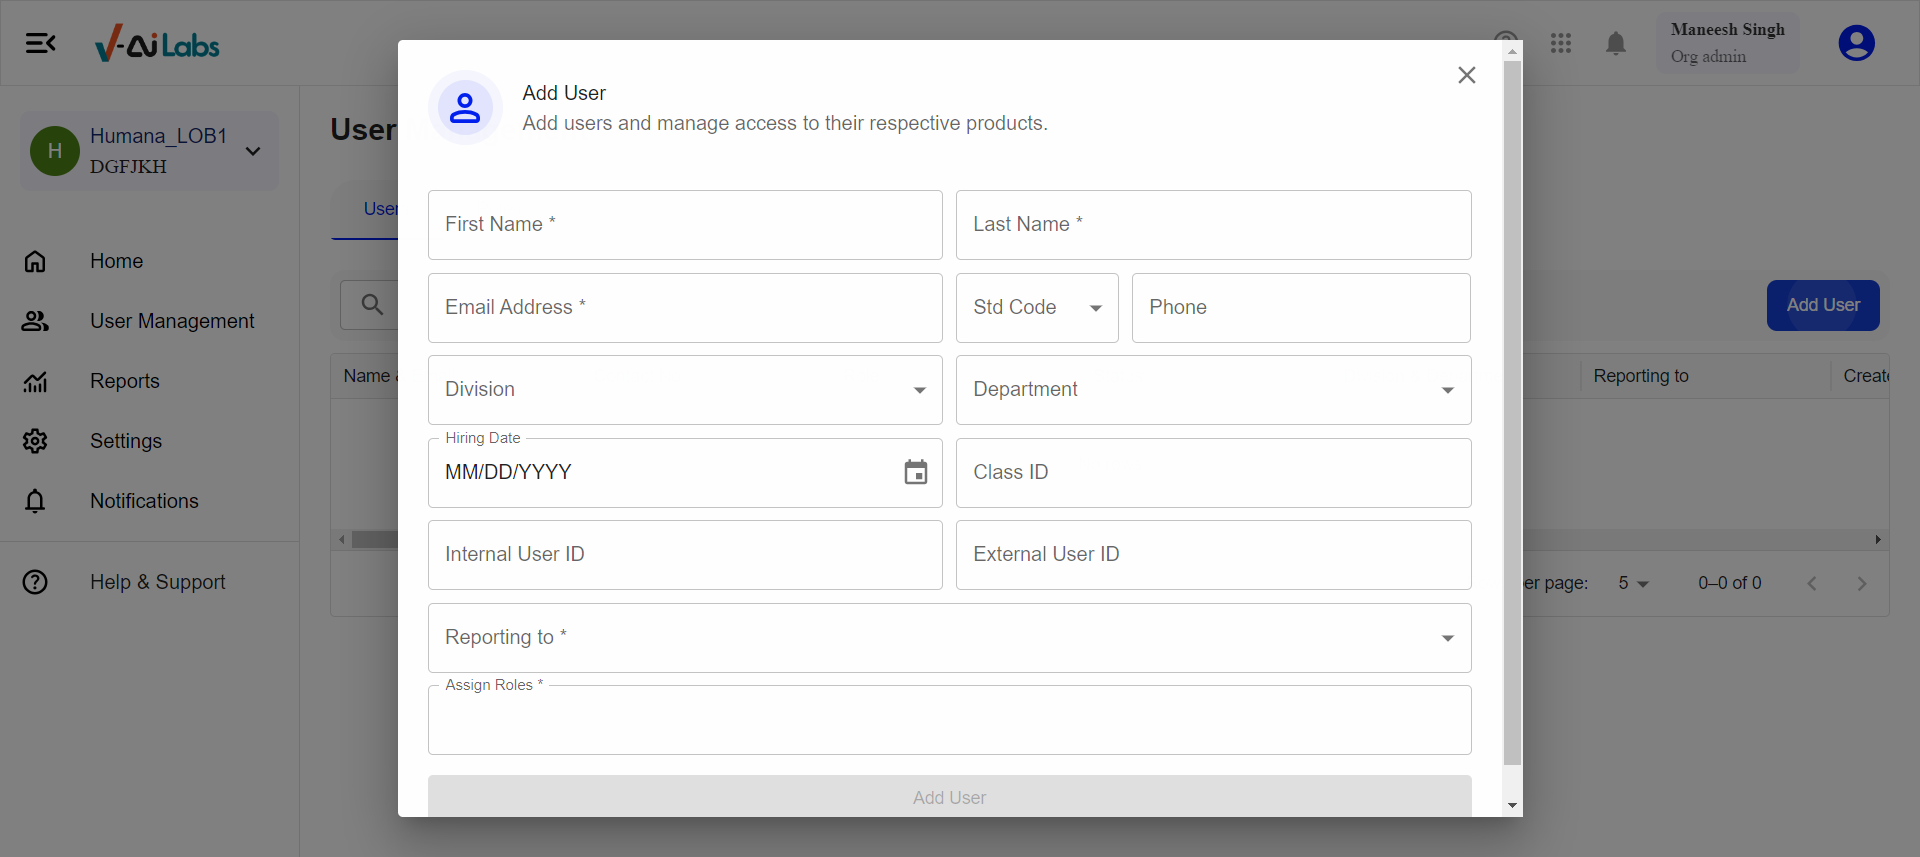 V-Ai Labs
Maneesh Singh
Org admin
H
Humana_LOB1
DGFJKH
Home
User Management
Reports
Settings
Notifications
Help & Support
User
User
Add User
Name &
Reporting to
Create
er page:
5
0–0 of 0
Add User
Add users and manage access to their respective products.
First Name *
Last Name *
Email Address *
Std Code
Phone
Division
Department
Hiring Date
MM/DD/YYYY
Class ID
Internal User ID
External User ID
Reporting to *
Assign Roles *
Add User